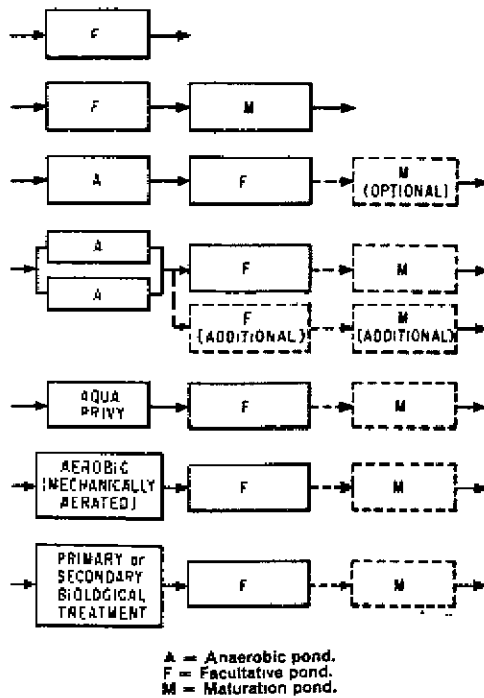 F
F
M
A
F
M
(OPTIONAL)
A
A
F
M
F
(ADDITIONAL)
M
(ADDITIONAL)
AQUA
PRIVY
F
M
AEROBIC
(MECHANICALLY
AERATED)
F
M
PRIMARY or
SECONDARY
BIOLOGICAL
TREATMENT
F
M
A = Anaerobic pond.
F = Facultative pond.
M = Maturation pond.